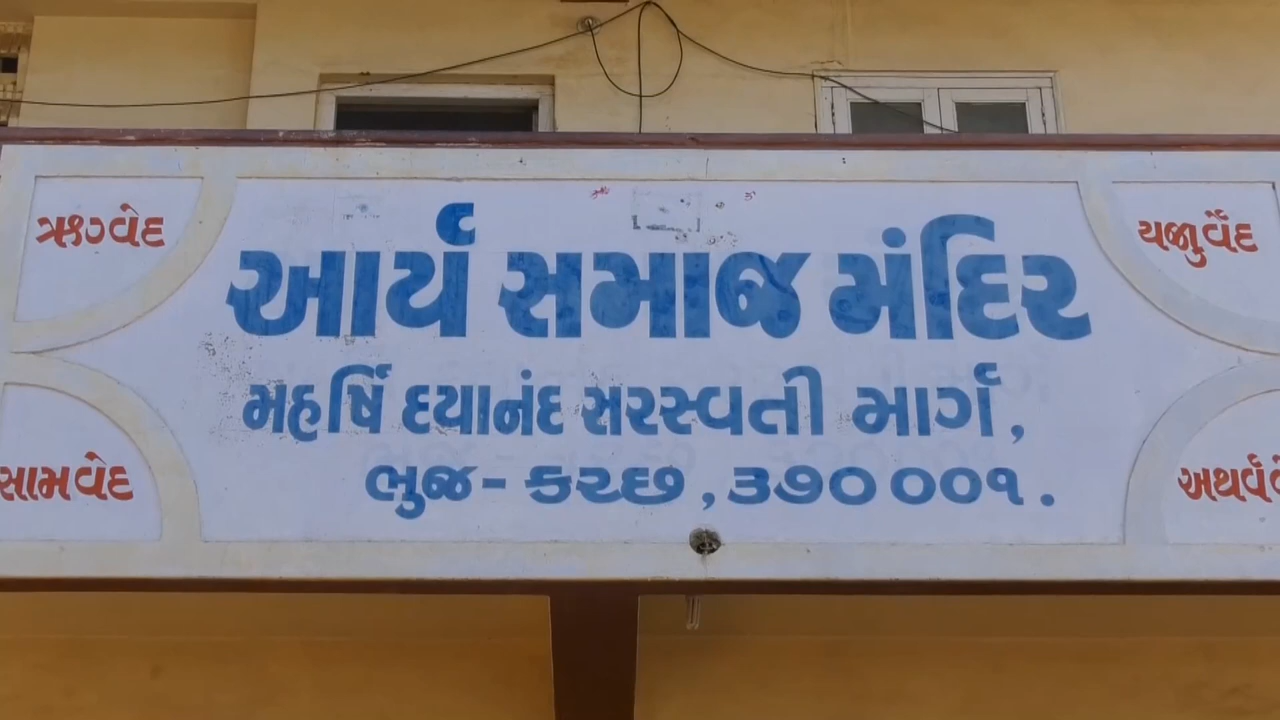 ઋગ્વેદ
યજુર્વેદ
આર્ય સમાજ મંદિર
મહર્ષિ દયાનંદ સરસ્વતી માર્ગ,
ભુજ - કચ્છ, ૩૭૦ ૦૦૧.
સામવેદ